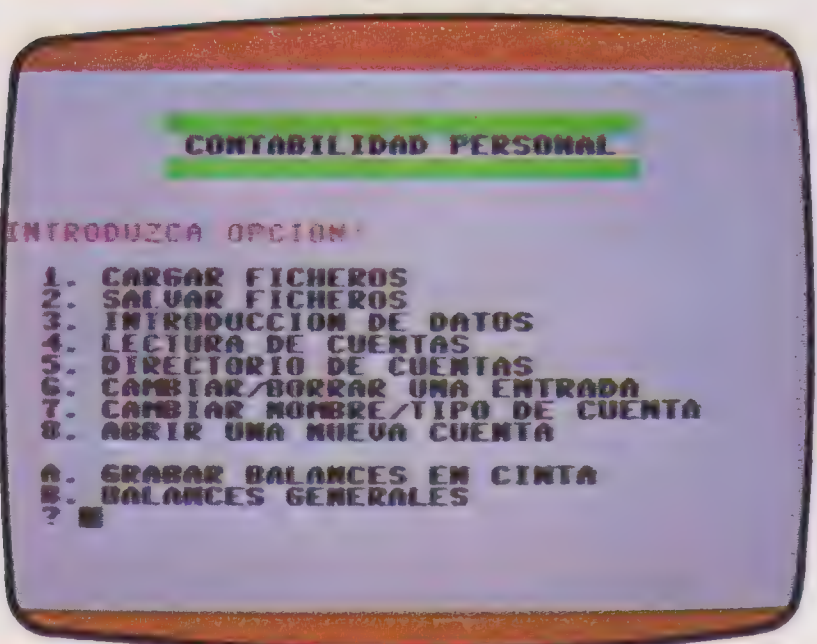 CONTABILIDAD PERSONAL
INTRODUZCA OPCION:
1. CARGAR FICHEROS
2. SALVAR FICHEROS
3. INTRODUCCION DE DATOS
4. LECTURA DE CUENTAS
5. DIRECTORIO DE CUENTAS
6. CAMBIAR/BORRAR UNA ENTRADA
7. CAMBIAR NOMBRE/TIPO DE CUENTA
8. ABRIR UNA NUEVA CUENTA
A. GRABAR BALANCES EN CINTA
B. BALANCES GENERALES
?